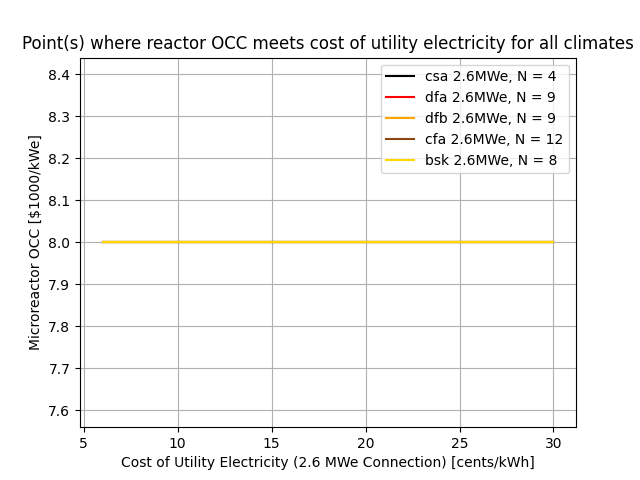 Point(s) where reactor OCC meets cost of utility electricity for all climates
csa 2.6MWe, N = 4
dfa 2.6MWe, N = 9
dfb 2.6MWe, N = 9
cfa 2.6MWe, N = 12
bsk 2.6MWe, N = 8
Microreactor OCC [$1000/kWe]
8.4
8.3
8.2
8.1
8.0
7.9
7.8
7.7
7.6
5 10 15 20 25 30
Cost of Utility Electricity (2.6 MWe Connection) [cents/kWh]